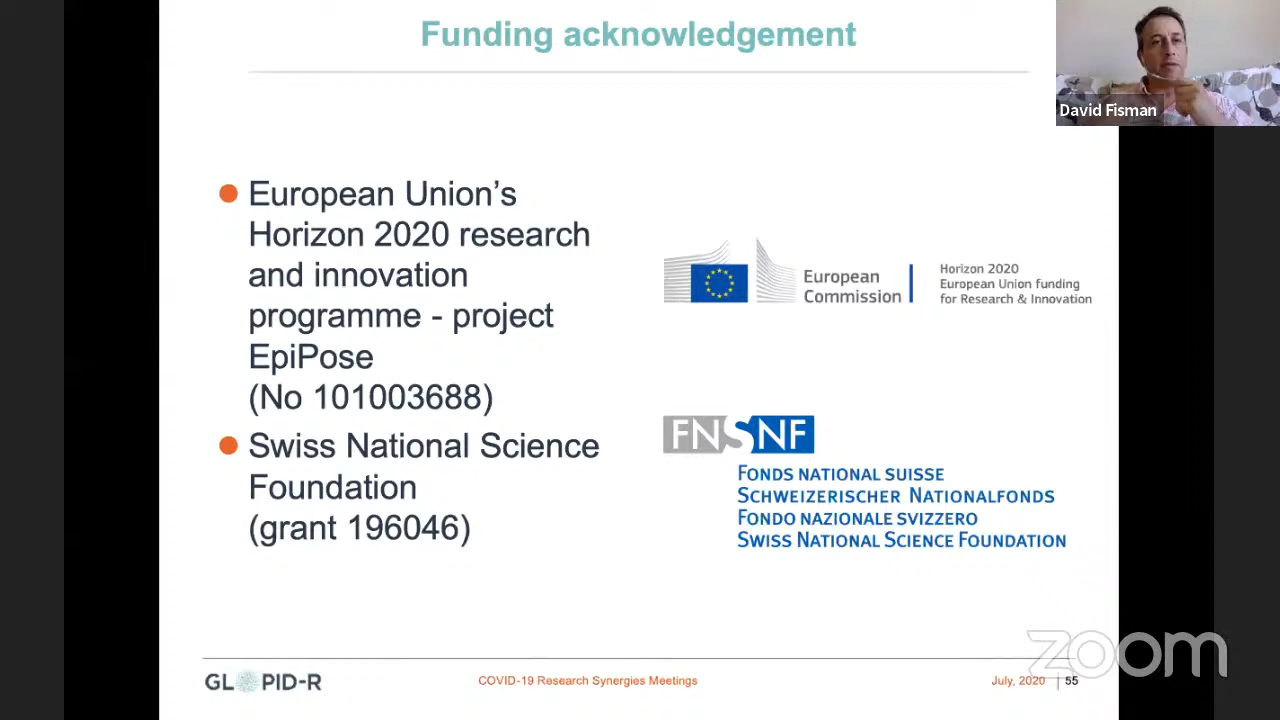 Funding acknowledgement
David Fisman
European Union’s
Horizon 2020 research
and innovation
programme - project
EpiPose
(No 101003688)
Swiss National Science
Foundation
(grant 196046)
European
Commission
Horizon 2020
European Union funding
for Research & Innovation
FNSNF
FONDS NATIONAL SUISSE
SCHWEIZERISCHER NATIONALFONDS
FONDO NAZIONALE SVIZZERO
SWISS NATIONAL SCIENCE FOUNDATION
zoom
GLOPID-R
COVID-19 Research Synergies Meetings
July, 2020
55